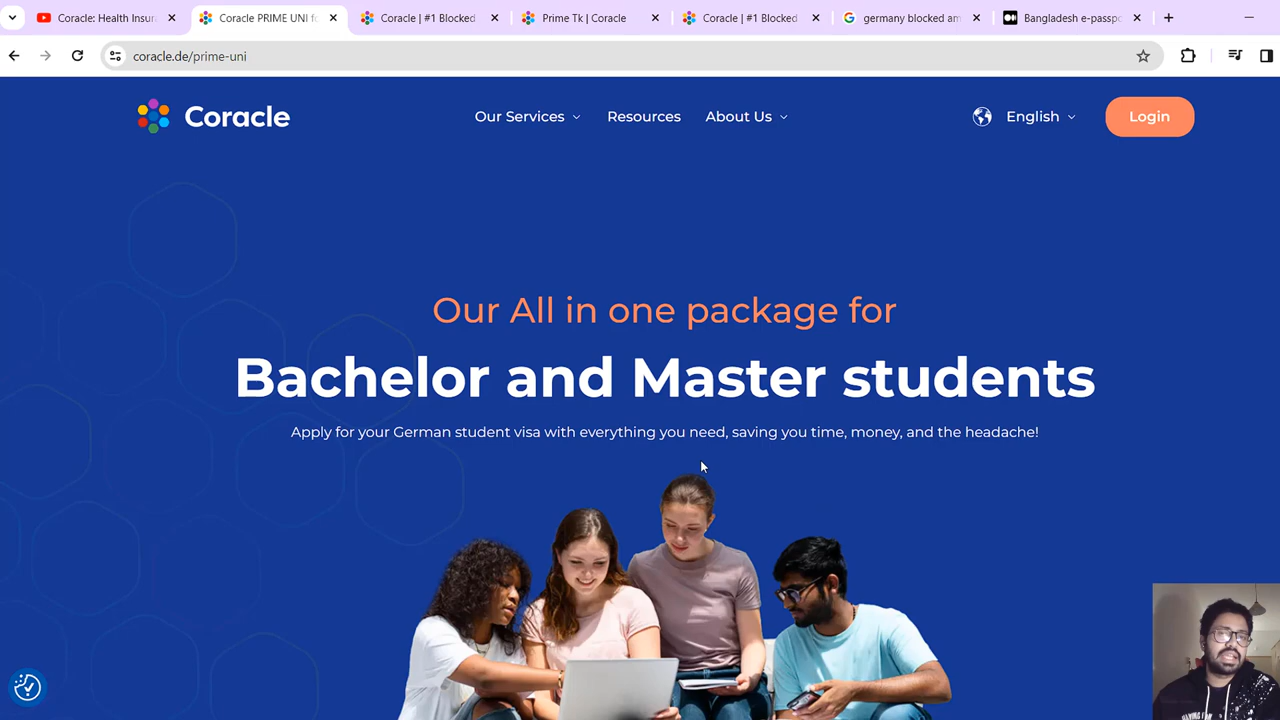 Coracle: Health Insur
Coracle PRIME UNI fo
Coracle | #1 Blocked
Prime Tk | Coracle
Coracle | #1 Blocked
germany blocked am
Bangladesh e-passpo
coracle.de/prime-uni
Coracle
Our Services
Resources
About Us
English
Login
Our All in one package for
Bachelor and Master students
Apply for your German student visa with everything you need, saving you time, money, and the headache!